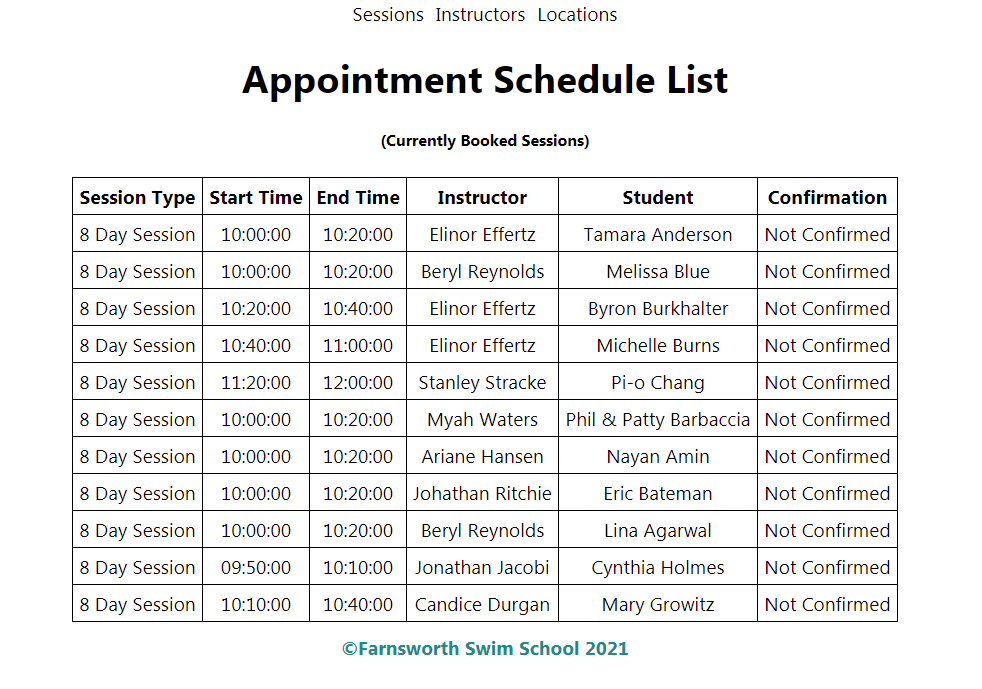 Sessions Instructors Locations
Appointment Schedule List
(Currently Booked Sessions)
Session Type Start Time End Time Instructor Student Confirmation
8 Day Session 10:00:00 10:20:00 Elinor Effertz Tamara Anderson Not Confirmed
8 Day Session 10:00:00 10:20:00 Beryl Reynolds Melissa Blue Not Confirmed
8 Day Session 10:20:00 10:40:00 Elinor Effertz Byron Burkhalter Not Confirmed
8 Day Session 10:40:00 11:00:00 Elinor Effertz Michelle Burns Not Confirmed
8 Day Session 11:20:00 12:00:00 Stanley Stracke Pi-o Chang Not Confirmed
8 Day Session 10:00:00 10:20:00 Myah Waters Phil & Patty Barbaccia Not Confirmed
8 Day Session 10:00:00 10:20:00 Ariane Hansen Nayan Amin Not Confirmed
8 Day Session 10:00:00 10:20:00 Johathan Ritchie Eric Bateman Not Confirmed
8 Day Session 10:00:00 10:20:00 Beryl Reynolds Lina Agarwal Not Confirmed
8 Day Session 09:50:00 10:10:00 Jonathan Jacobi Cynthia Holmes Not Confirmed
8 Day Session 10:10:00 10:40:00 Candice Durgan Mary Growitz Not Confirmed
©Farnsworth Swim School 2021